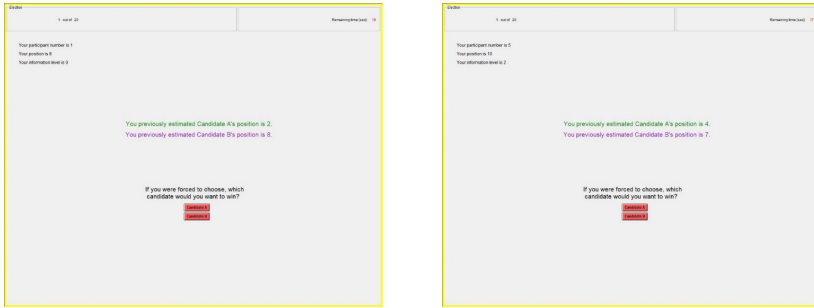 Election
1 out of 20
Remaining time [sec]
Your participant number is 1
Your position is 8
Your information level is 0
You previously estimated Candidate A's position is 2.
You previously estimated Candidate B's position is 8.
If you were forced to choose, which
candidate would you want to win?
Candidate A
Election
1 out of
Remaining time [sec]
Your participant number is 5
Your position is 10
Your information level is 2
You previously estimated Candidate A's position is 4.
You previously estimated Candidate B's position is 7.
If you were forced to choose, which
candidate would you want to win?
Candidate A